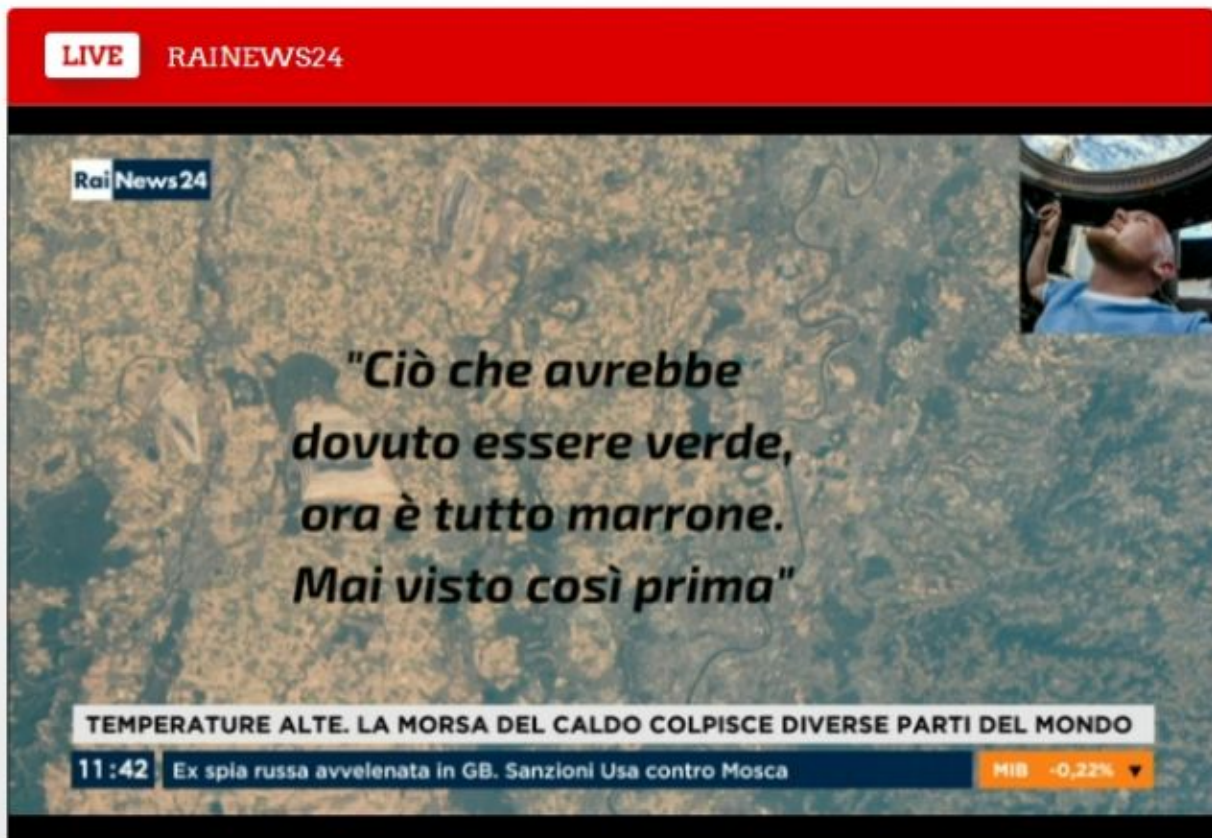 LIVE RAINEWS24
Rai News24
"Ciò che avrebbe
dovuto essere verde,
ora è tutto marrone.
Mai visto così prima"
TEMPERATURE ALTE. LA MORSA DEL CALDO COLPISCE DIVERSE PARTI DEL MONDO
11:42 Ex spia russa avvelenata in GB. Sanzioni Usa contro Mosca MIB -0,22% ▼